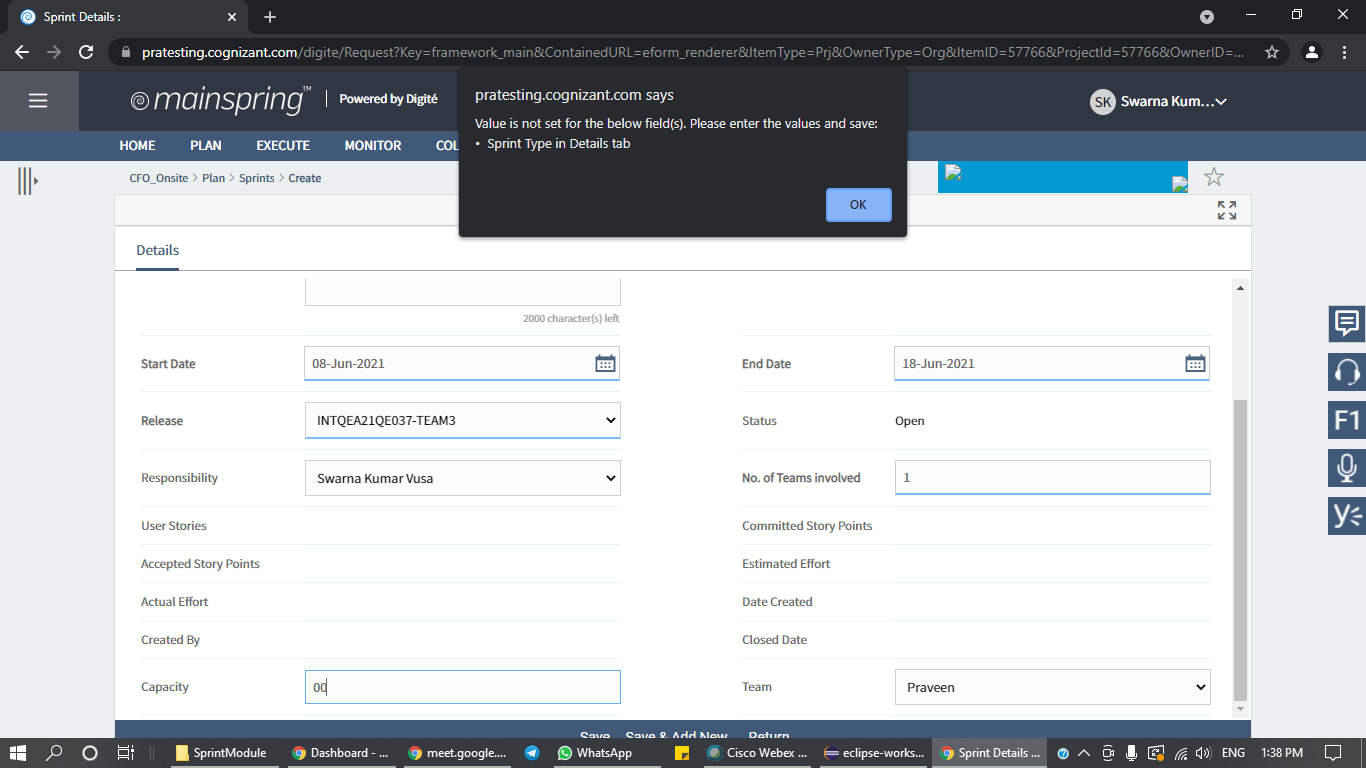 Sprint Details :
pratesting.cognizant.com/digite/Request?Key=framework_main&ContainedURL=eform_renderer&ItemType=Prj&OwnerType=Org&ItemID=57766&ProjectId=57766&OwnerID=...
mainspring™ Powered by Digité
SK Swarna Kum...
pratesting.cognizant.com says
Value is not set for the below field(s). Please enter the values and save:
• Sprint Type in Details tab
OK
HOME PLAN EXECUTE MONITOR COL
CFO_Onsite > Plan > Sprints > Create
Details
2000 character(s) left
Start Date 08-Jun-2021 End Date 18-Jun-2021
Release INTQEA21QE037-TEAM3 Status Open
Responsibility Swarna Kumar Vusa No. of Teams involved 1
User Stories Committed Story Points
Accepted Story Points Estimated Effort
Actual Effort Date Created
Created By Closed Date
Capacity 00 Team Praveen
F1
Save Save & Add New Return
SprintModule Dashboard - ... meet.google.... WhatsApp Cisco Webex ... eclipse-works... Sprint Details ... ENG 1:38 PM